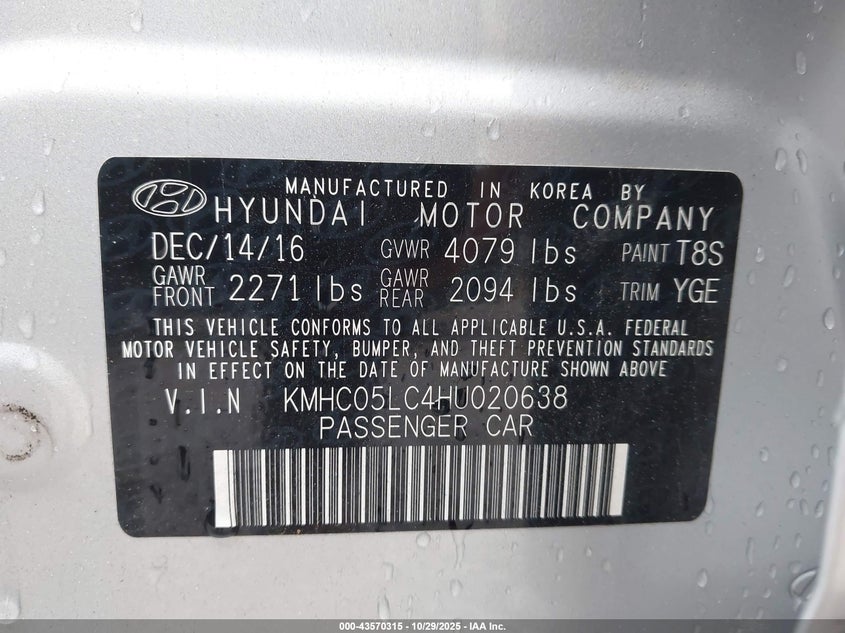 MANUFACTURED IN KOREA BY
HYUNDAI MOTOR COMPANY
DEC/14/16 GVWR 4079 lbs PAINT T8S
GAWR FRONT 2271 lbs GAWR REAR 2094 lbs TRIM YGE
THIS VEHICLE CONFORMS TO ALL APPLICABLE U.S.A. FEDERAL
MOTOR VEHICLE SAFETY, BUMPER, AND THEFT PREVENTION STANDARDS
IN EFFECT ON THE DATE OF MANUFACTURE SHOWN ABOVE
V.I.N KMHC05LC4HU020638
PASSENGER CAR
000-43570315 - 10/29/2025 - IAA Inc.